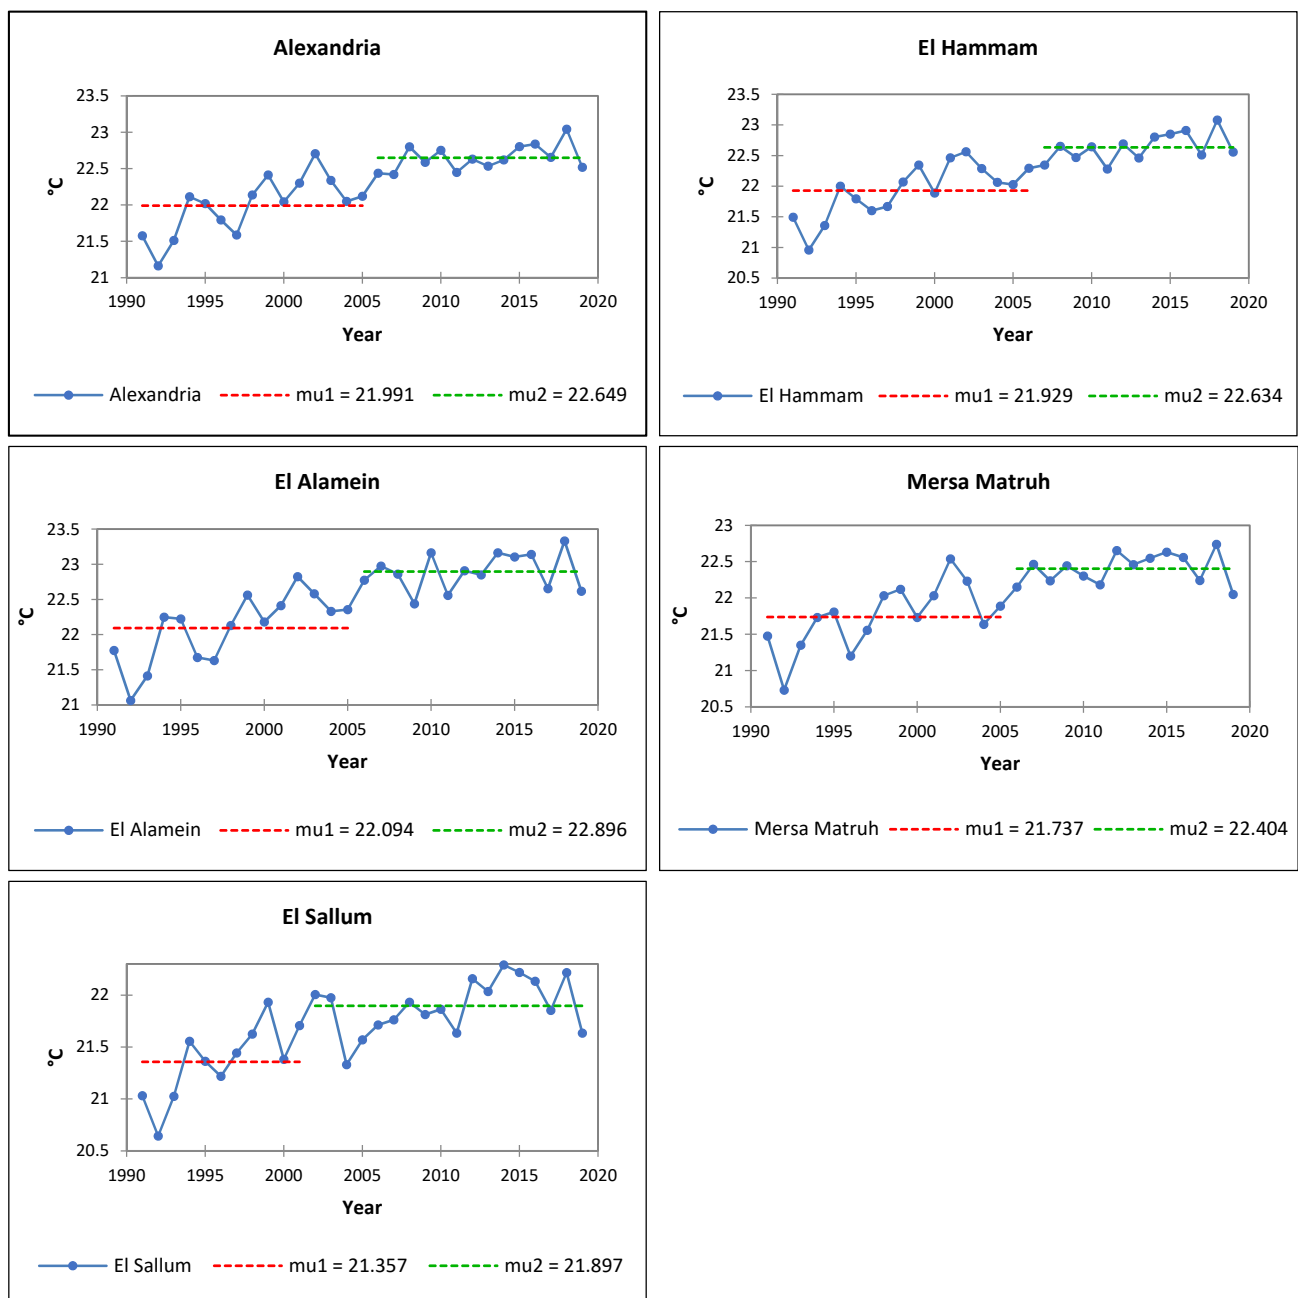 Alexandria
23.5
23
22.5
22
21.5
21
°C
1990 1995 2000 2005 2010 2015 2020
Year
Alexandria mu1 = 21.991 mu2 = 22.649
El Hammam
23.5
23
22.5
22
21.5
21
20.5
°C
1990 1995 2000 2005 2010 2015 2020
Year
El Hammam mu1 = 21.929 mu2 = 22.634
El Alamein
23.5
23
22.5
22
21.5
21
°C
1990 1995 2000 2005 2010 2015 2020
Year
El Alamein mu1 = 22.094 mu2 = 22.896
Mersa Matruh
23
22.5
22
21.5
21
20.5
°C
1990 1995 2000 2005 2010 2015 2020
Year
Mersa Matruh mu1 = 21.737 mu2 = 22.404
El Sallum
22
21.5
21
20.5
°C
1990 1995 2000 2005 2010 2015 2020
Year
El Sallum mu1 = 21.357 mu2 = 21.897